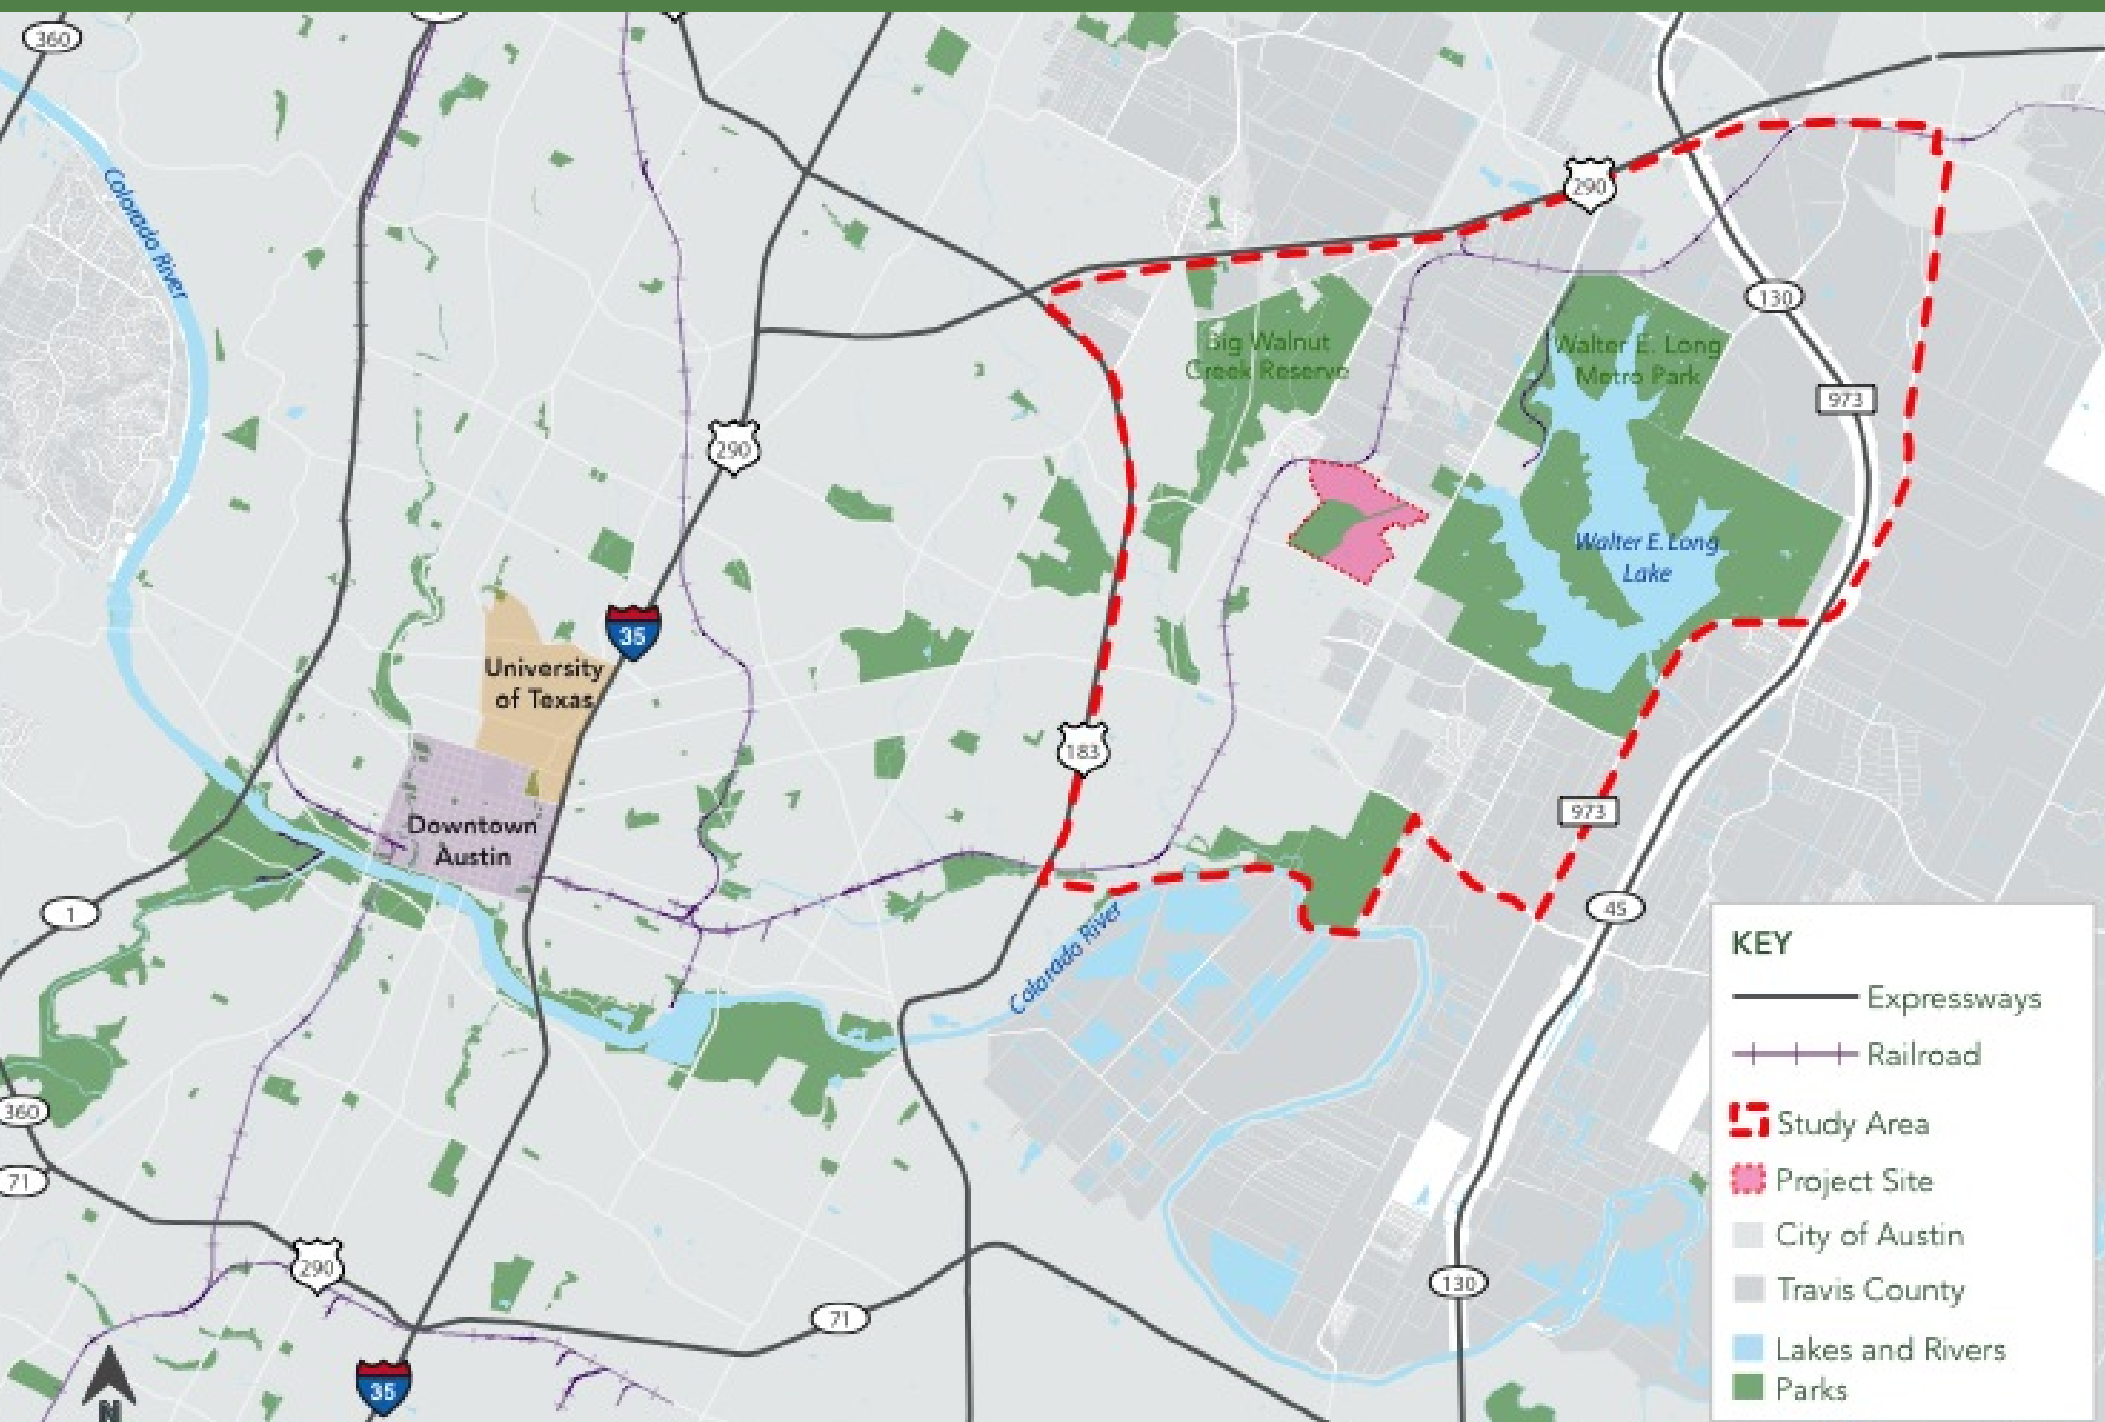 360
Colorado River
290
130
Big Walnut
Creek Reserve
Walter E. Long
Metro Park
973
290
Walter E. Long
Lake
35
University
of Texas
183
973
Downtown
Austin
1
45
Colorado River
KEY
Expressways
Railroad
Study Area
Project Site
City of Austin
Travis County
Lakes and Rivers
Parks
360
71
290
130
71
35
N